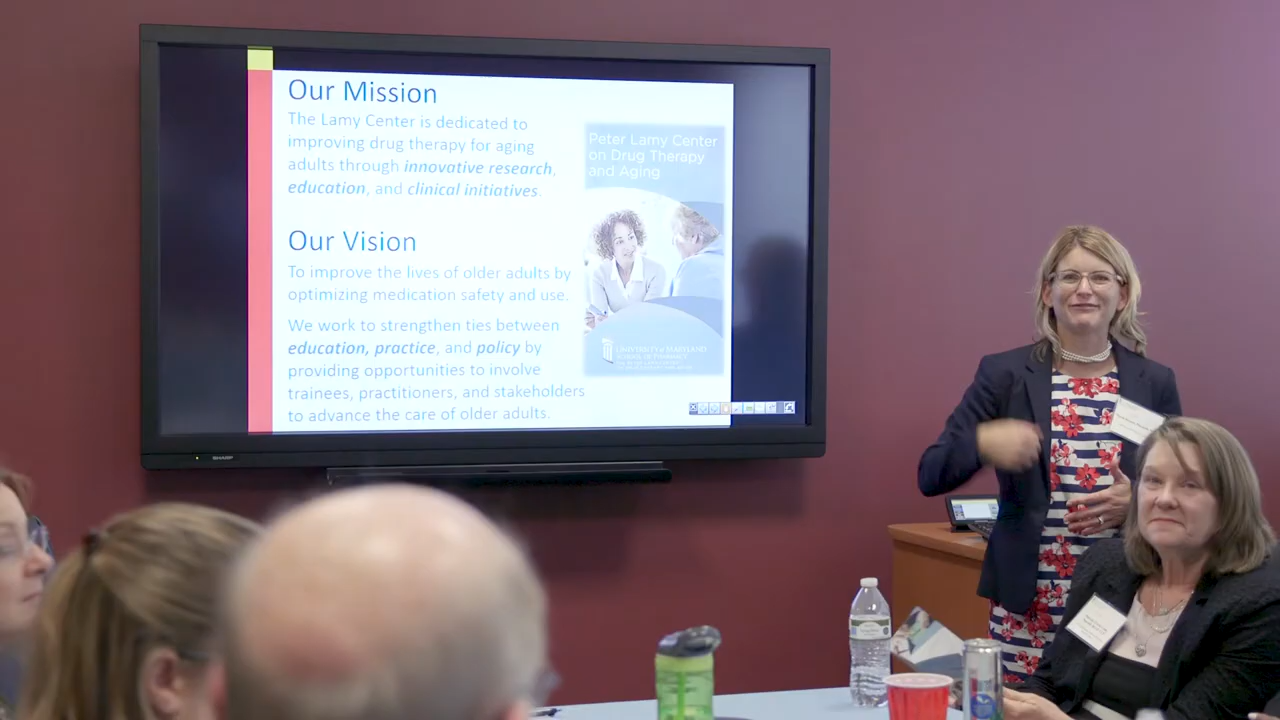 Our Mission
The Lamy Center is dedicated to
improving drug therapy for aging
adults through innovative research,
education, and clinical initiatives.
Our Vision
To improve the lives of older adults by
optimizing medication safety and use.
We work to strengthen ties between
education, practice, and policy by
providing opportunities to involve
trainees, practitioners, and stakeholders
to advance the care of older adults.
Peter Lamy Center
on Drug Therapy
and Aging
UNIVERSITY of MARYLAND
SCHOOL OF PHARMACY
SHARP